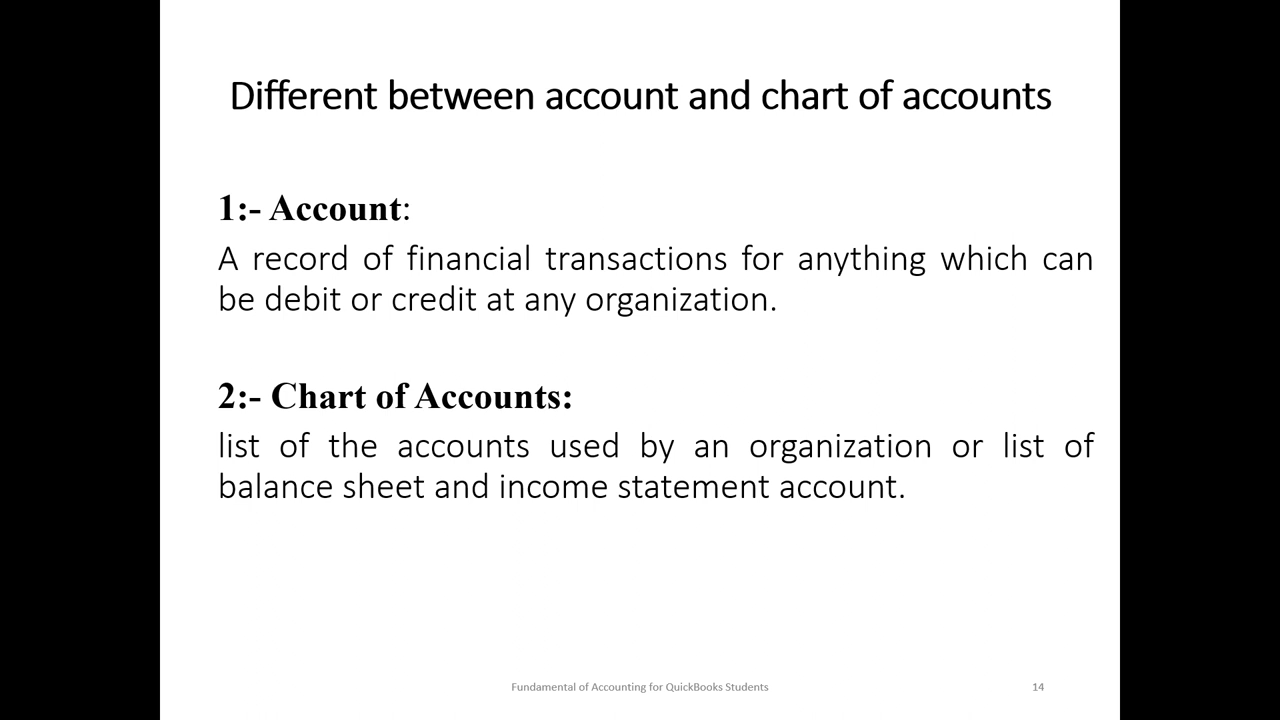 Different between account and chart of accounts
1:- Account:
A record of financial transactions for anything which can
be debit or credit at any organization.
2:- Chart of Accounts:
list of the accounts used by an organization or list of
balance sheet and income statement account.
Fundamental of Accounting for QuickBooks Students
14